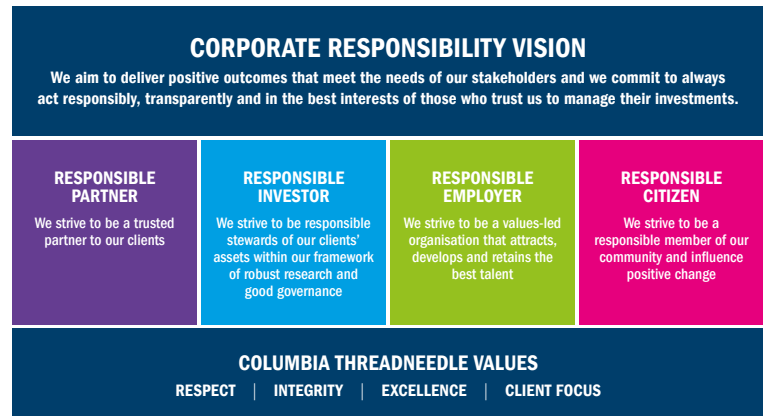 CORPORATE RESPONSIBILITY VISION
We aim to deliver positive outcomes that meet the needs of our stakeholders and we commit to always
act responsibly, transparently and in the best interests of those who trust us to manage their investments.
RESPONSIBLE
PARTNER
We strive to be a trusted
partner to our clients
RESPONSIBLE
INVESTOR
We strive to be responsible
stewards of our clients'
assets within our framework
of robust research and
good governance
RESPONSIBLE
EMPLOYER
We strive to be a values-led
organisation that attracts,
develops and retains the
best talent
RESPONSIBLE
CITIZEN
We strive to be a
responsible member of our
community and influence
positive change
COLUMBIA THREADNEEDLE VALUES
RESPECT | INTEGRITY | EXCELLENCE | CLIENT FOCUS